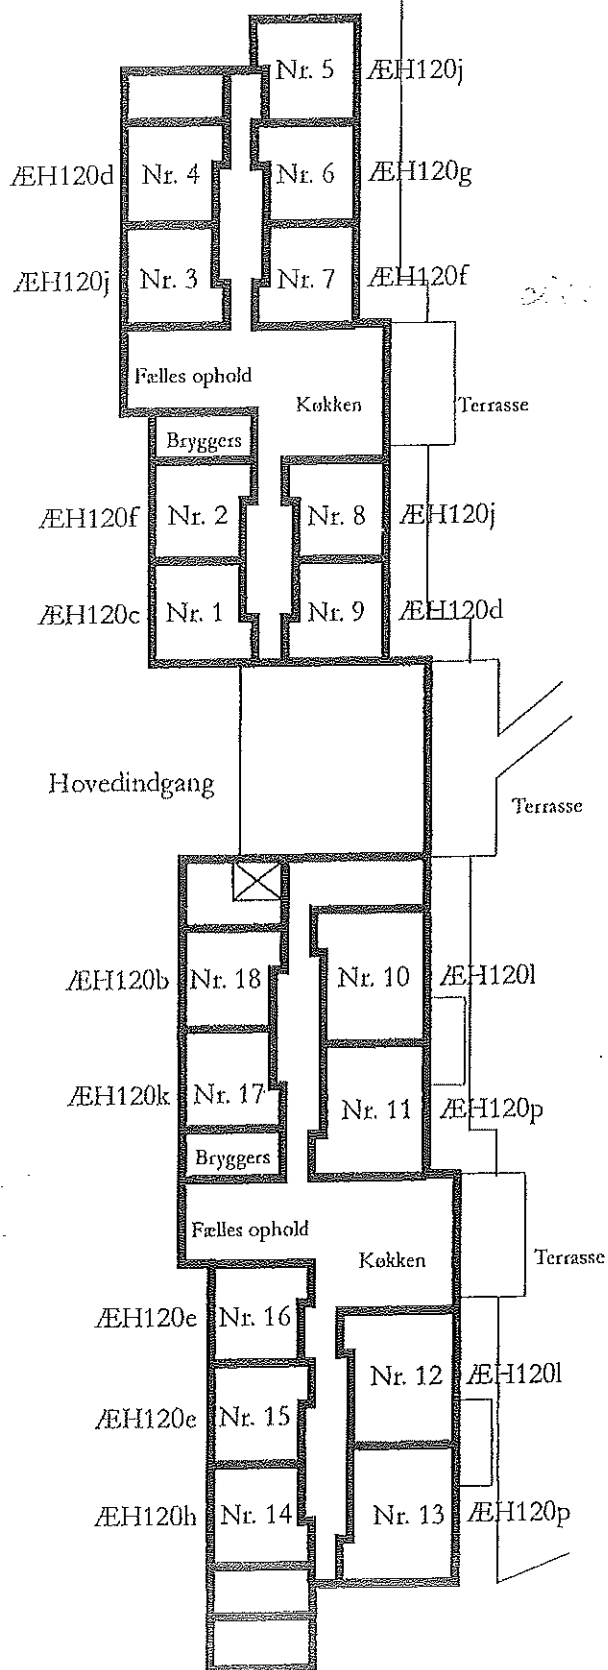 Nr. 5 ÆH120j
ÆH120d Nr. 4 Nr. 6 ÆH120g
ÆH120j Nr. 3 Nr. 7 ÆH120f
Fælles ophold
Køkken Terrasse
Bryggers
ÆH120f Nr. 2 Nr. 8 ÆH120j
ÆH120c Nr. 1 Nr. 9 ÆH120d
Hovedindgang
Terrasse
ÆH120b Nr. 18 Nr. 10 ÆH120l
ÆH120k Nr. 17 Nr. 11 ÆH120p
Bryggers
Fælles ophold
Køkken Terrasse
ÆH120e Nr. 16
Nr. 12 ÆH120l
ÆH120e Nr. 15
ÆH120h Nr. 14 Nr. 13 ÆH120p